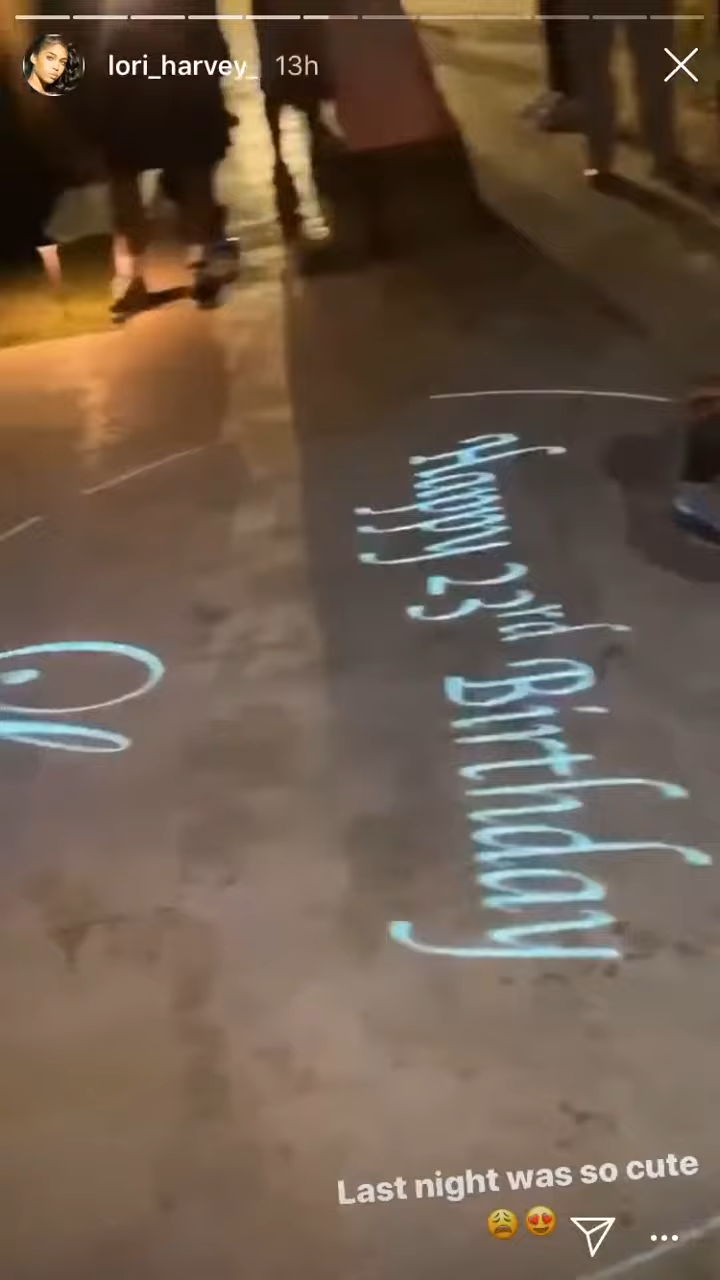 lori_harvey_ 13h
Happy 23rd Birthday
Last night was so cute
😩😍